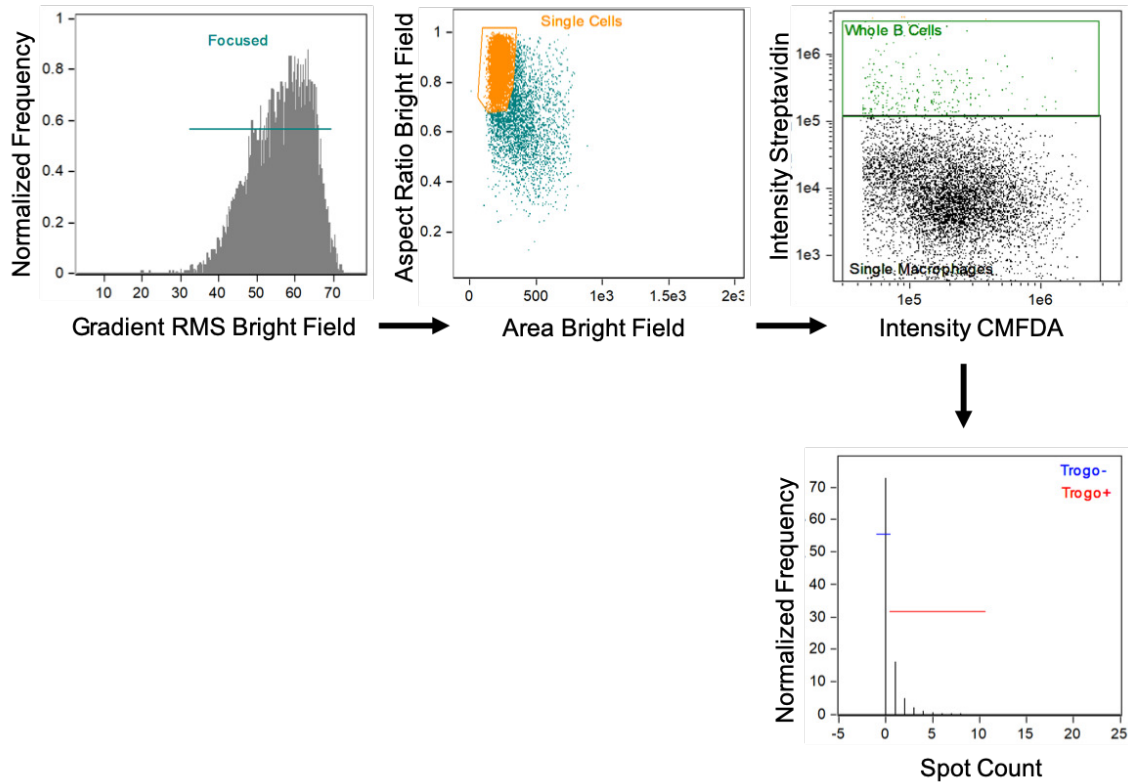 Normalized Frequency
1
0.8
0.6
0.4
0.2
0
Focused
10 20 30 40 50 60 70
Gradient RMS Bright Field
Aspect Ratio Bright Field
1
0.8
0.6
0.4
0.2
Single Cells
0 500 1e3 1.5e3 2e3
Area Bright Field
Intensity Streptavidin
1e6
1e5
1e4
1e3
Whole B Cells
Single Macrophages
1e5 1e6
Intensity CMFDA
Normalized Frequency
70
60
50
40
30
20
10
0
Trogo-
Trogo+
-5 0 5 10 15 20 25
Spot Count